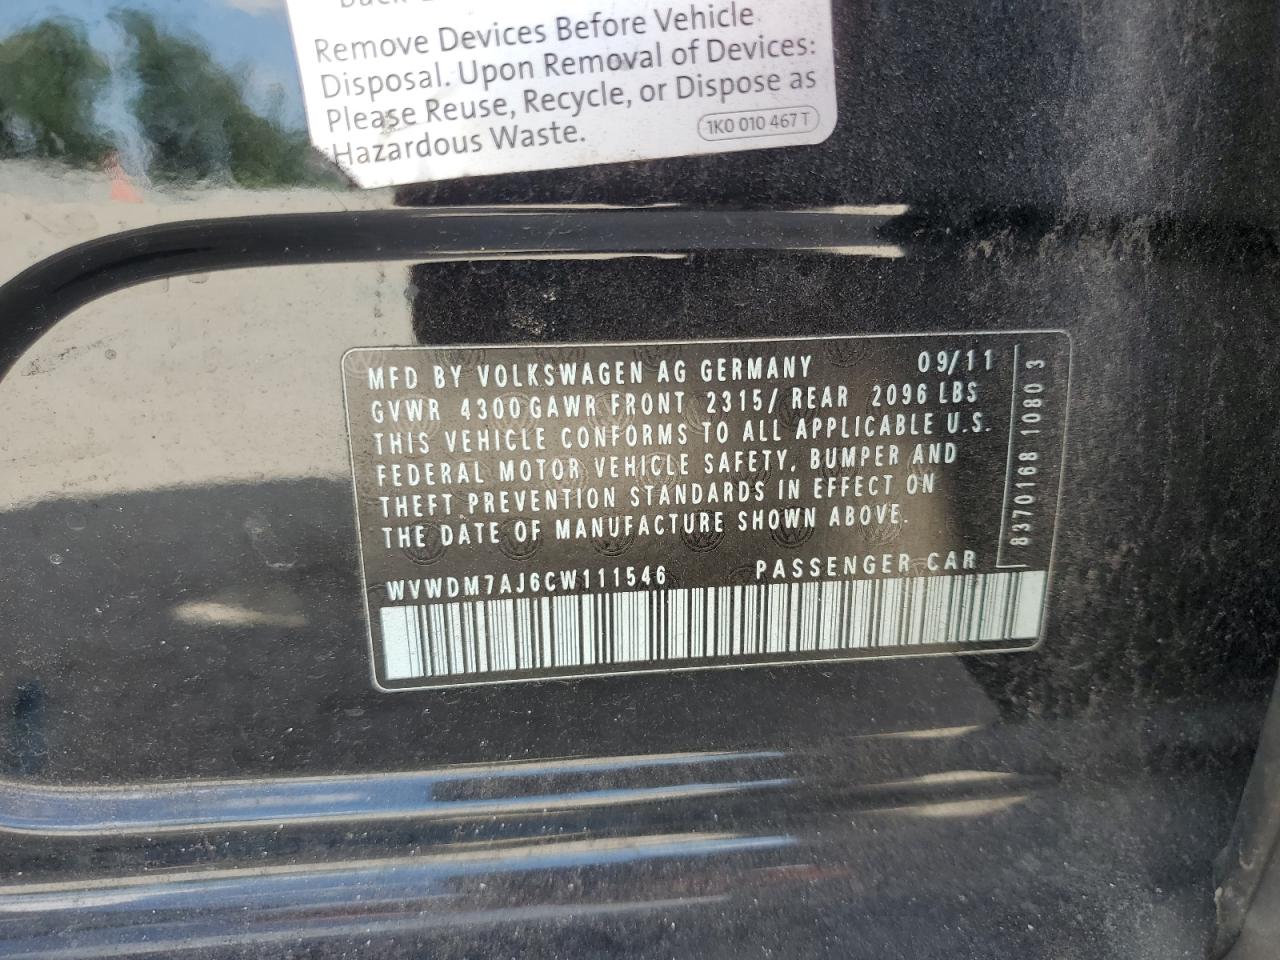 Remove Devices Before Vehicle
Disposal. Upon Removal of Devices:
Please Reuse, Recycle, or Dispose as
Hazardous Waste.
1K0 010 467 T
MFD BY VOLKSWAGEN AG GERMANY 09/11
GVWR 4300 GAWR FRONT 2315/ REAR 2096 LBS
THIS VEHICLE CONFORMS TO ALL APPLICABLE U.S.
FEDERAL MOTOR VEHICLE SAFETY, BUMPER AND
THEFT PREVENTION STANDARDS IN EFFECT ON
THE DATE OF MANUFACTURE SHOWN ABOVE.
WVWDM7AJ6CW111546 PASSENGER CAR
8370168 1080 3